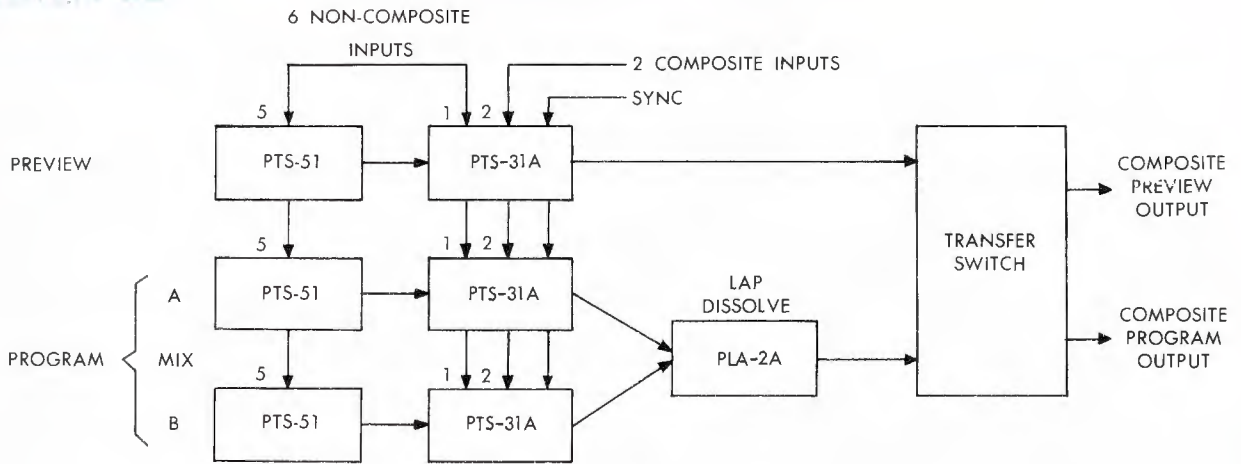 6 NON-COMPOSITE
INPUTS
2 COMPOSITE INPUTS
SYNC
5
1 2
PREVIEW
PTS-51
PTS-31A
COMPOSITE
PREVIEW
OUTPUT
5
1 2
TRANSFER
SWITCH
A
PTS-51
PTS-31A
LAP
DISSOLVE
COMPOSITE
PROGRAM
OUTPUT
PROGRAM
MIX
PLA-2A
5
1 2
B
PTS-51
PTS-31A